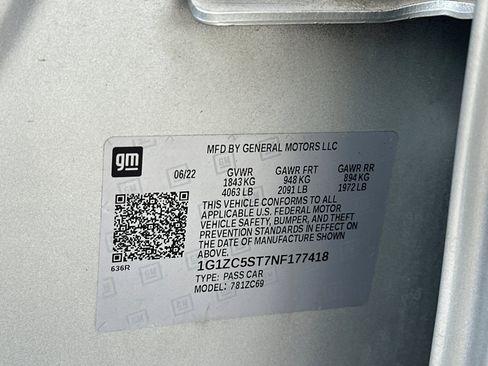 gm
MFD BY GENERAL MOTORS LLC
06/22 GVWR GAWR FRT GAWR RR
1843 KG 948 KG 894 KG
4063 LB 2091 LB 1972 LB
THIS VEHICLE CONFORMS TO ALL
APPLICABLE U.S. FEDERAL MOTOR
VEHICLE SAFETY, BUMPER, AND THEFT
PREVENTION STANDARDS IN EFFECT ON
THE DATE OF MANUFACTURE SHOWN
ABOVE.
636R
1G1ZC5ST7NF177418
TYPE: PASS CAR
MODEL: 781ZC69